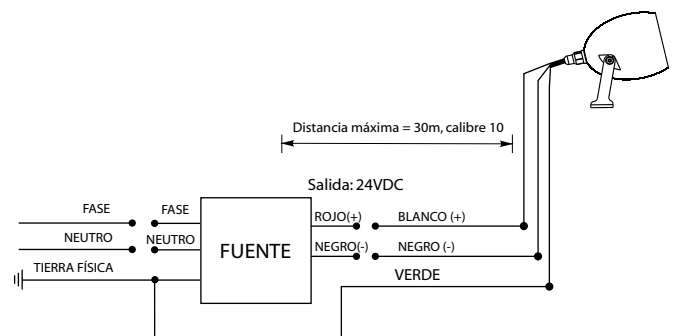 Distancia máxima = 30m, calibre 10
Salida: 24VDC
FASE
FASE
ROJO(+)
BLANCO (+)
NEUTRO
NEUTRO
FUENTE
NEGRO(-)
NEGRO (-)
TIERRA FÍSICA
VERDE